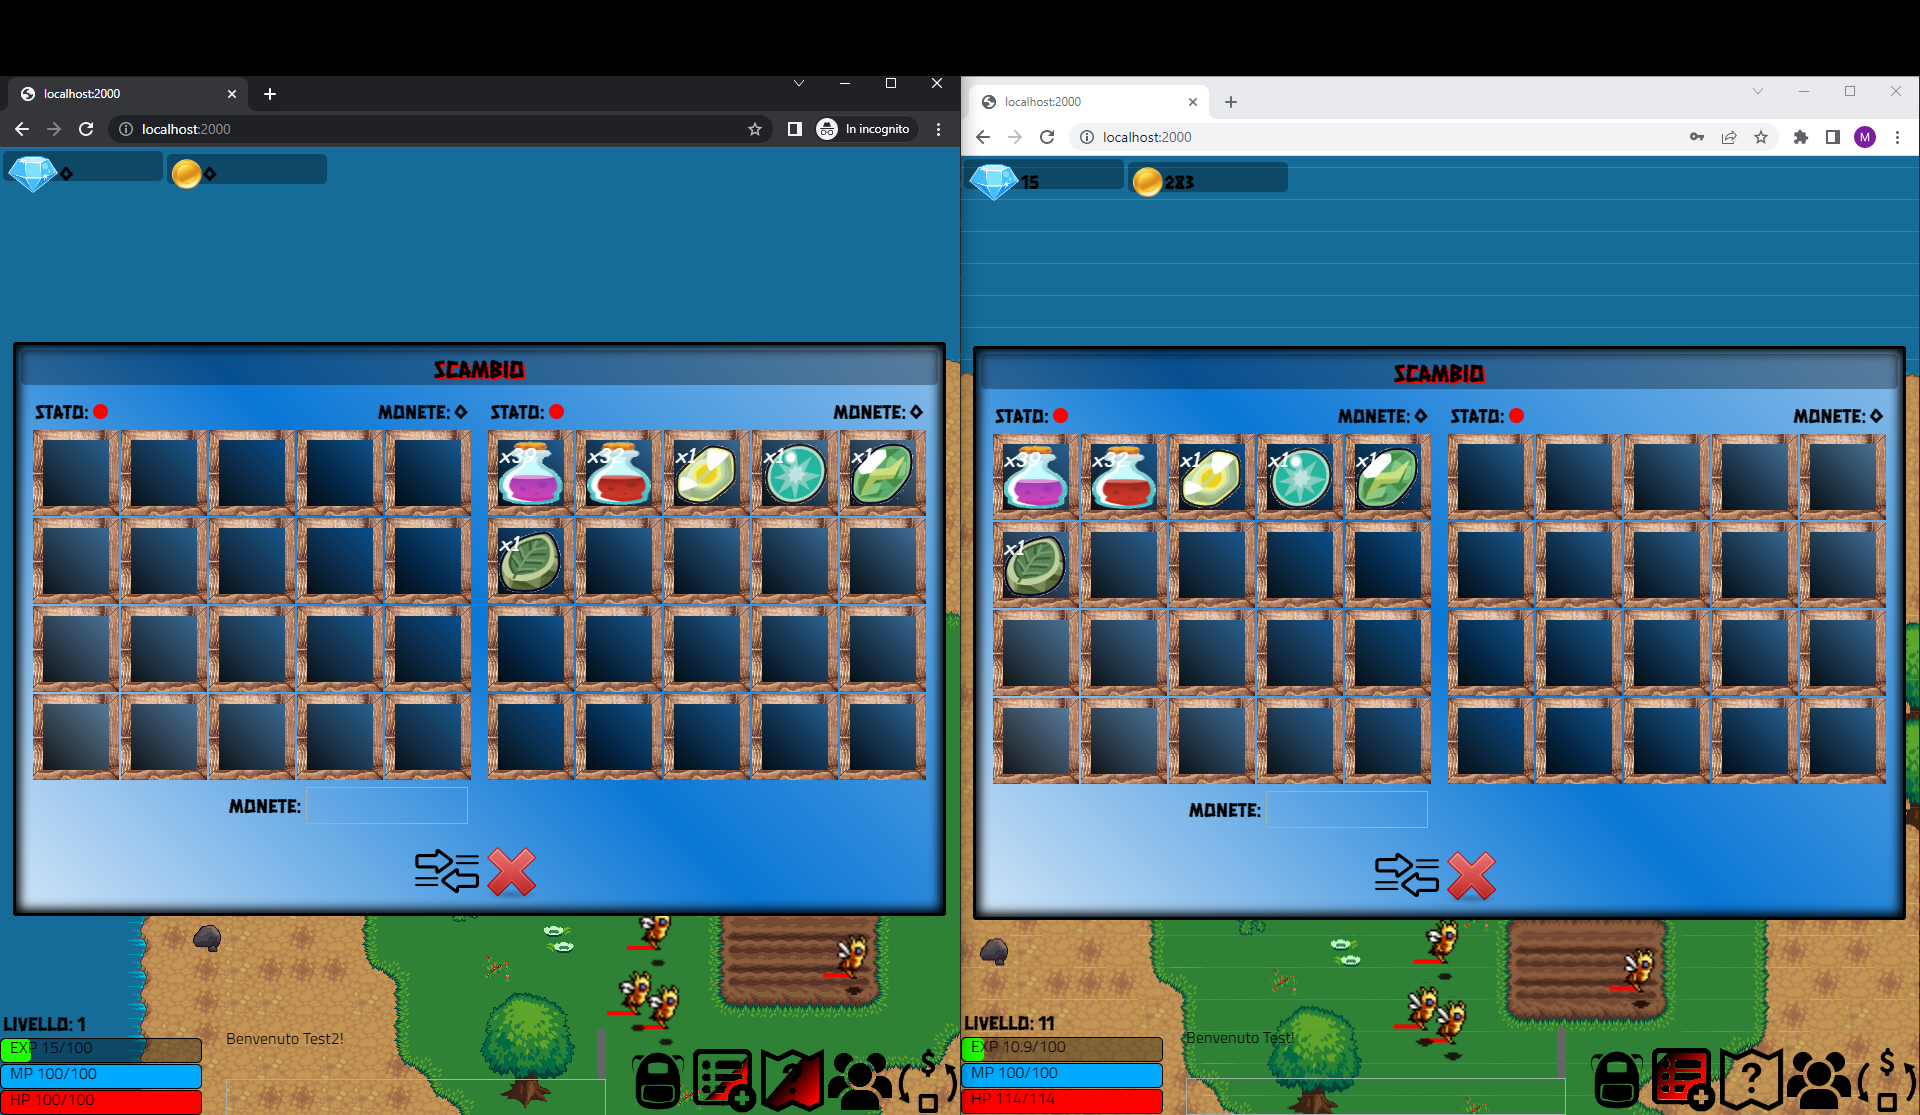 localhost:2000
localhost:2000
In incognito
0
0
SCAMBIO
STATO:
MONETE: 0
STATO:
MONETE: 0
x39
x32
x1
x1
x1
x1
MONETE:
LIVELLO: 1
EXP 15/100
MP 100/100
HP 100/100
Benvenuto Test2!
?
$
localhost:2000
localhost:2000
M
15
283
SCAMBIO
STATO:
MONETE: 0
STATO:
MONETE: 0
x39
x32
x1
x1
x1
x1
MONETE:
LIVELLO: 11
EXP 10.9/100
MP 100/100
HP 114/114
Benvenuto Test!
?
$